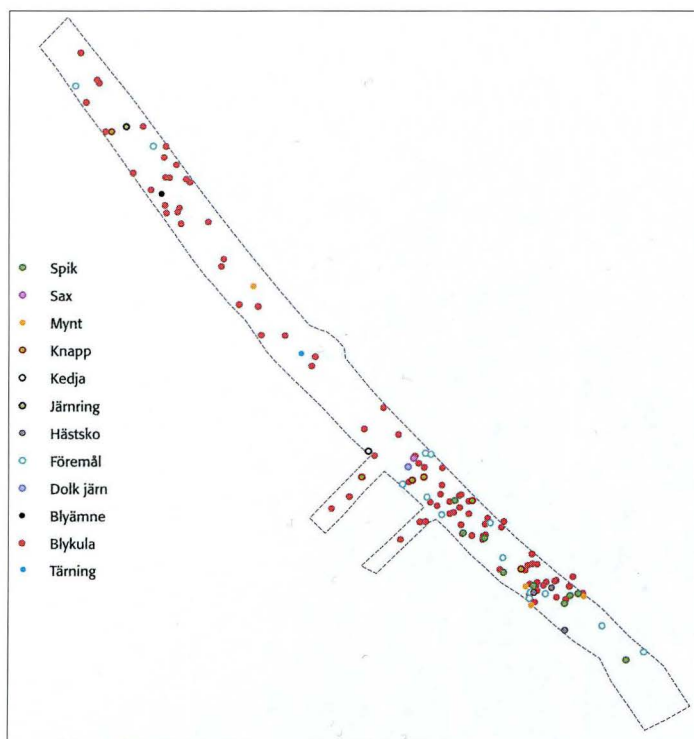 Spik
Sax
Mynt
Knapp
Kedja
Järnring
Hästsko
Föremål
Dolk järn
Blyämne
Blykula
Tärning